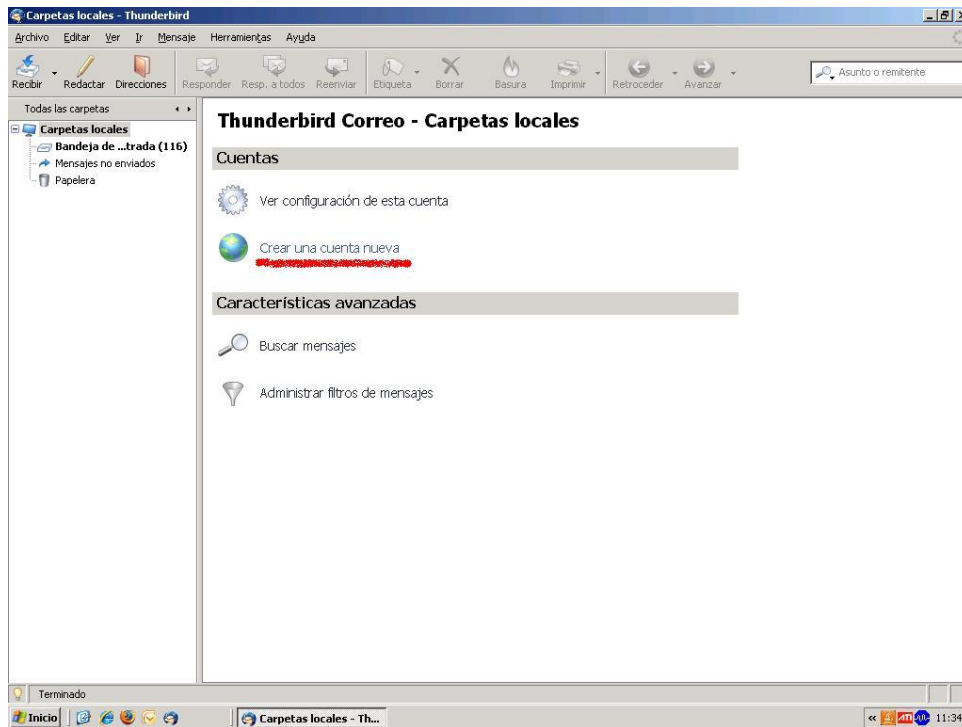 Carpetas locales - Thunderbird
Archivo Editar Ver Ir Mensaje Herramientas Ayuda
Recibir Redactar Direcciones Responder Resp. a todos Reenviar Etiqueta Borrar Basura Imprimir Retroceder Avanzar
Asunto o remitente
Todas las carpetas
Carpetas locales
Bandeja de ...trada (116)
Mensajes no enviados
Papelera
Thunderbird Correo - Carpetas locales
Cuentas
Ver configuración de esta cuenta
Crear una cuenta nueva
Características avanzadas
Buscar mensajes
Administrar filtros de mensajes
Terminado
Inicio
Carpetas locales - Th...
« ATI 11:34